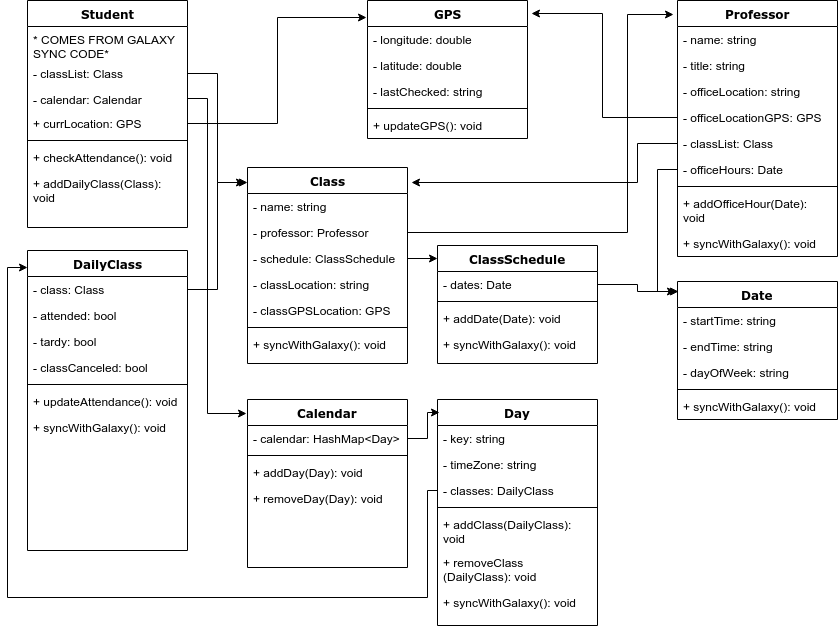 Student
* COMES FROM GALAXY
SYNC CODE*
- classList: Class
- calendar: Calendar
+ currLocation: GPS
+ checkAttendance(): void
+ addDailyClass(Class):
void
GPS
- longitude: double
- latitude: double
- lastChecked: string
+ updateGPS(): void
Professor
- name: string
- title: string
- officeLocation: string
- officeLocationGPS: GPS
- classList: Class
- officeHours: Date
+ addOfficeHour(Date):
void
+ syncWithGalaxy(): void
Class
- name: string
- professor: Professor
- schedule: ClassSchedule
- classLocation: string
- classGPSLocation: GPS
+ syncWithGalaxy(): void
ClassSchedule
- dates: Date
+ addDate(Date): void
+ syncWithGalaxy(): void
DailyClass
- class: Class
- attended: bool
- tardy: bool
- classCanceled: bool
+ updateAttendance(): void
+ syncWithGalaxy(): void
Date
- startTime: string
- endTime: string
- dayOfWeek: string
+ syncWithGalaxy(): void
Calendar
- calendar: HashMap<Day>
+ addDay(Day): void
+ removeDay(Day): void
Day
- key: string
- timeZone: string
- classes: DailyClass
+ addClass(DailyClass):
void
+ removeClass
(DailyClass): void
+ syncWithGalaxy(): void